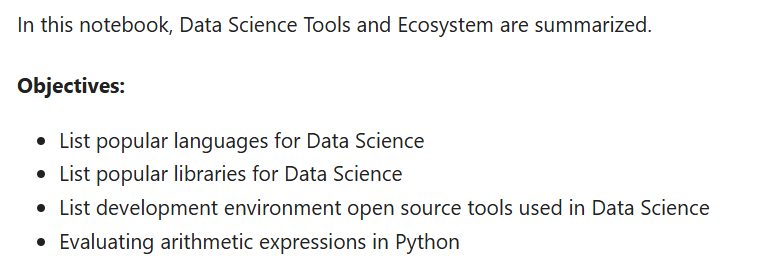 In this notebook, Data Science Tools and Ecosystem are summarized.
Objectives:
• List popular languages for Data Science
• List popular libraries for Data Science
• List development environment open source tools used in Data Science
• Evaluating arithmetic expressions in Python